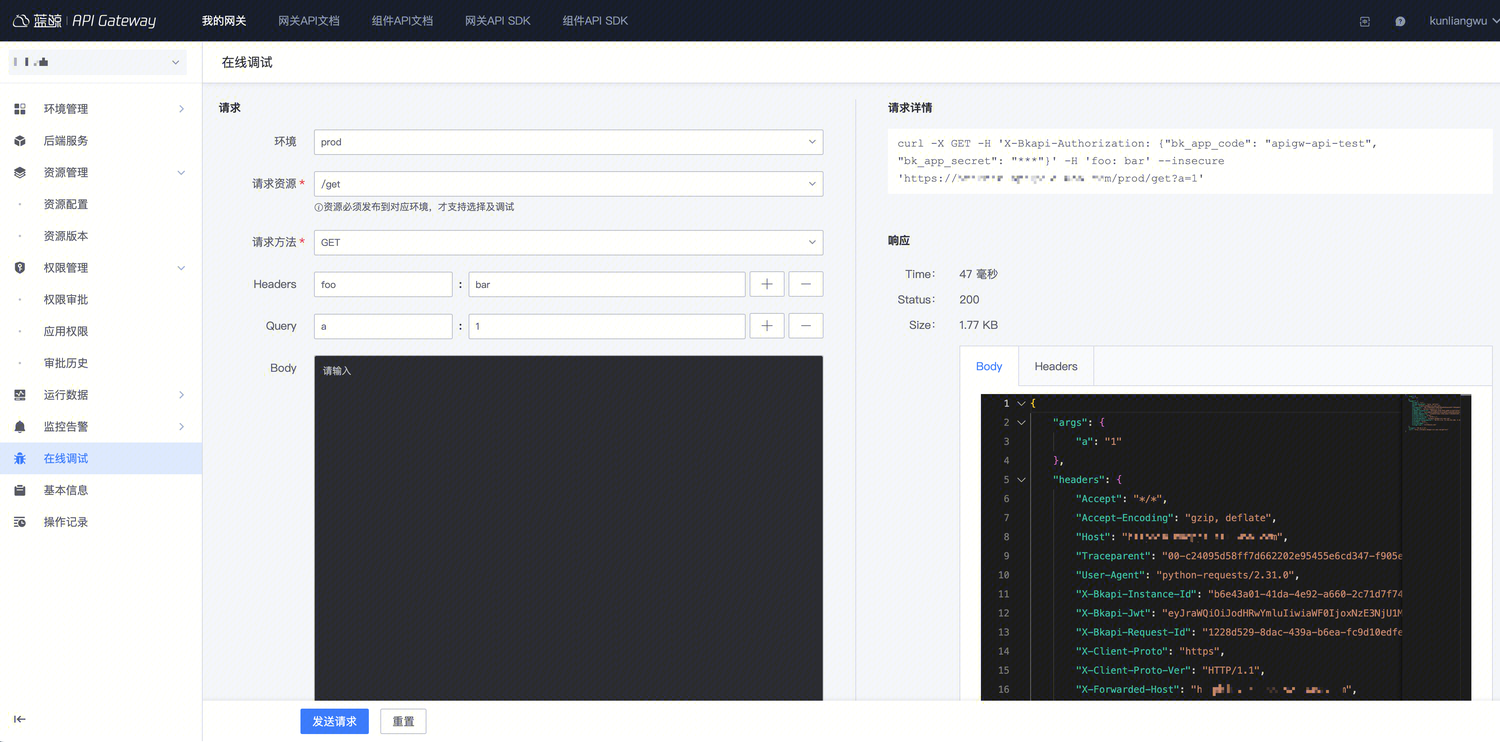 蓝鲸 | API Gateway 我的网关 网关API文档 组件API文档 网关API SDK 组件API SDK kunliangwu
在线调试
环境管理
后端服务
资源管理
资源配置
资源版本
权限管理
权限审批
应用权限
审批历史
运行数据
监控告警
在线调试
基本信息
操作记录
请求
环境 prod
请求资源 * /get
资源必须发布到对应环境，才支持选择及调试
请求方法 * GET
Headers foo : bar
Query a : 1
Body 请输入
发送请求 重置
请求详情
curl -X GET -H 'X-Bkapi-Authorization: {"bk_app_code": "apigw-api-test",
"bk_app_secret": "***"}' -H 'foo: bar' --insecure
'https:// m/prod/get?a=1'
响应
Time: 47 毫秒
Status: 200
Size: 1.77 KB
Body Headers
1 {
2 "args": {
3 "a": "1"
4 },
5 "headers": {
6 "Accept": "*/*",
7 "Accept-Encoding": "gzip, deflate",
8 "Host": "
9 "Traceparent": "00-c24095d58ff7d662202e95455e6cd347-f905e
10 "User-Agent": "python-requests/2.31.0",
11 "X-Bkapi-Instance-Id": "b6e43a01-41da-4e92-a660-2c71d7f74
12 "X-Bkapi-Jwt": "eyJraWQiOiJodHRwYmluIiwiaWF0IjoxNzE3NjU1M
13 "X-Bkapi-Request-Id": "1228d529-8dac-439a-b6ea-fc9d10edfe
14 "X-Client-Proto": "https",
15 "X-Client-Proto-Ver": "HTTP/1.1",
16 "X-Forwarded-Host": "h